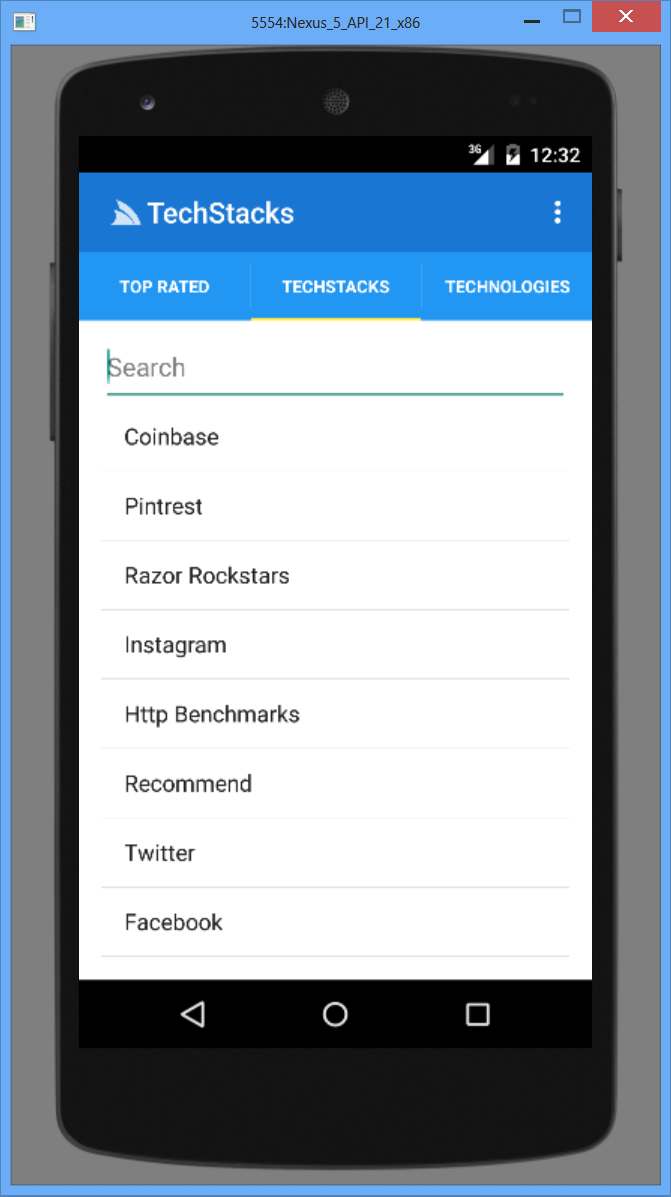 5554:Nexus_5_API_21_x86
3G 12:32
TechStacks
TOP RATED TECHSTACKS TECHNOLOGIES
Search
Coinbase
Pintrest
Razor Rockstars
Instagram
Http Benchmarks
Recommend
Twitter
Facebook